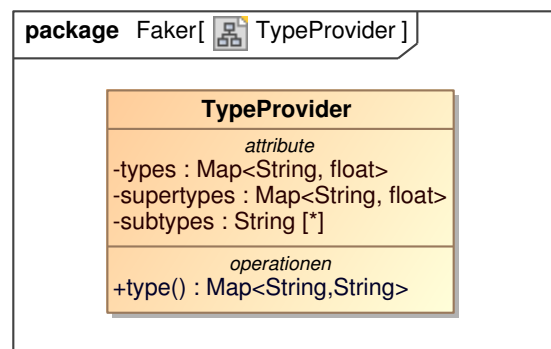 package Faker[ TypeProvider ]
TypeProvider
attribute
-types : Map<String, float>
-supertypes : Map<String, float>
-subtypes : String [*]
operationen
+type() : Map<String,String>